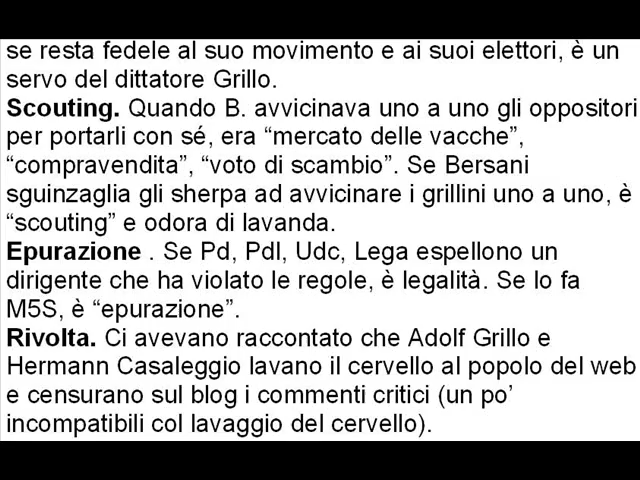 se resta fedele al suo movimento e ai suoi elettori, è un
servo del dittatore Grillo.
Scouting. Quando B. avvicinava uno a uno gli oppositori
per portarli con sé, era “mercato delle vacche”,
“compravendita”, “voto di scambio”. Se Bersani
sguinzaglia gli sherpa ad avvicinare i grillini uno a uno, è
“scouting” e odora di lavanda.
Epurazione . Se Pd, Pdl, Udc, Lega espellono un
dirigente che ha violato le regole, è legalità. Se lo fa
M5S, è “epurazione”.
Rivolta. Ci avevano raccontato che Adolf Grillo e
Hermann Casaleggio lavano il cervello al popolo del web
e censurano sul blog i commenti critici (un po’
incompatibili col lavaggio del cervello).